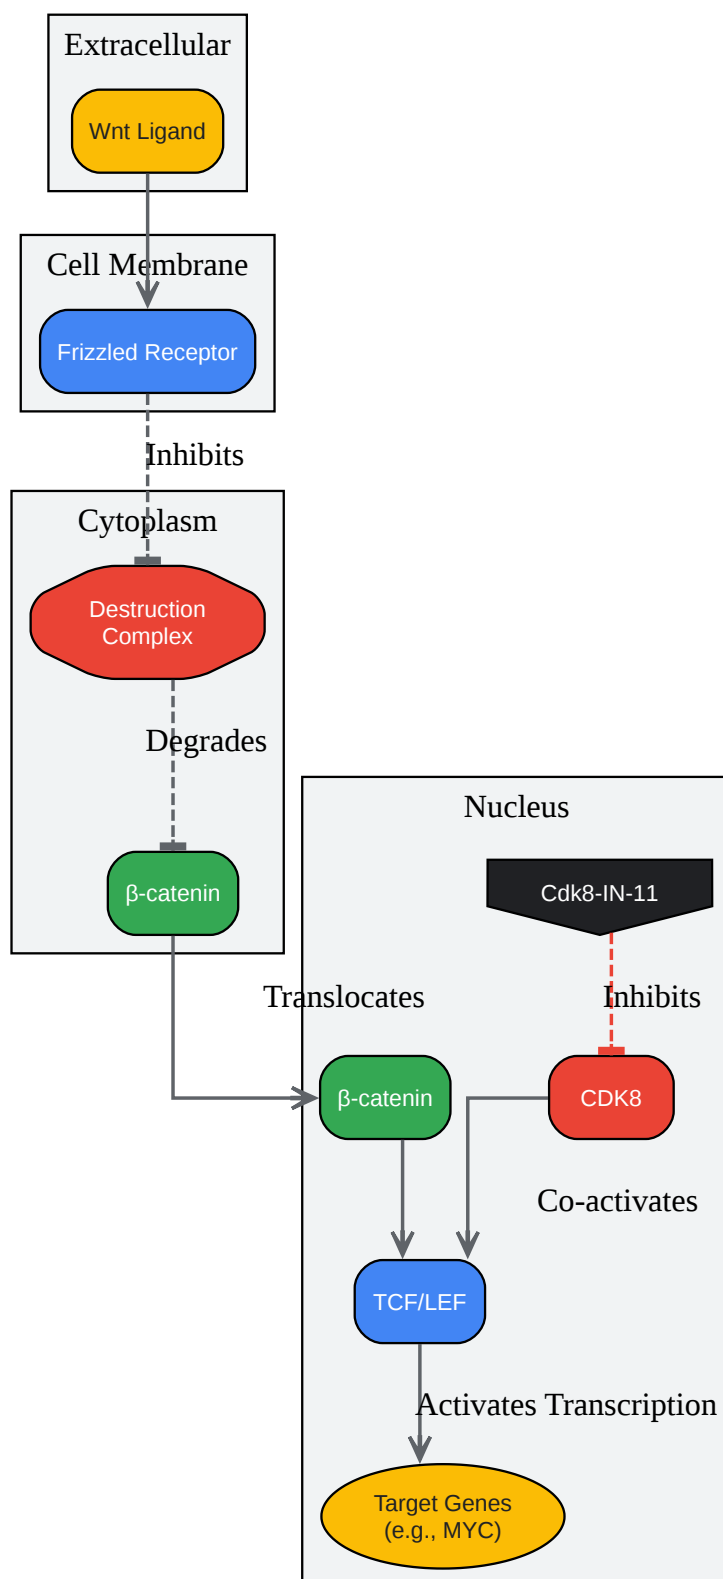 Extracellular
Wnt Ligand
Cell Membrane
Frizzled Receptor
Inhibits
Cytoplasm
Destruction
Complex
Degrades
β-catenin
Nucleus
Cdk8-IN-11
Translocates
Inhibits
β-catenin
CDK8
Co-activates
TCF/LEF
Activates Transcription
Target Genes
(e.g., MYC)